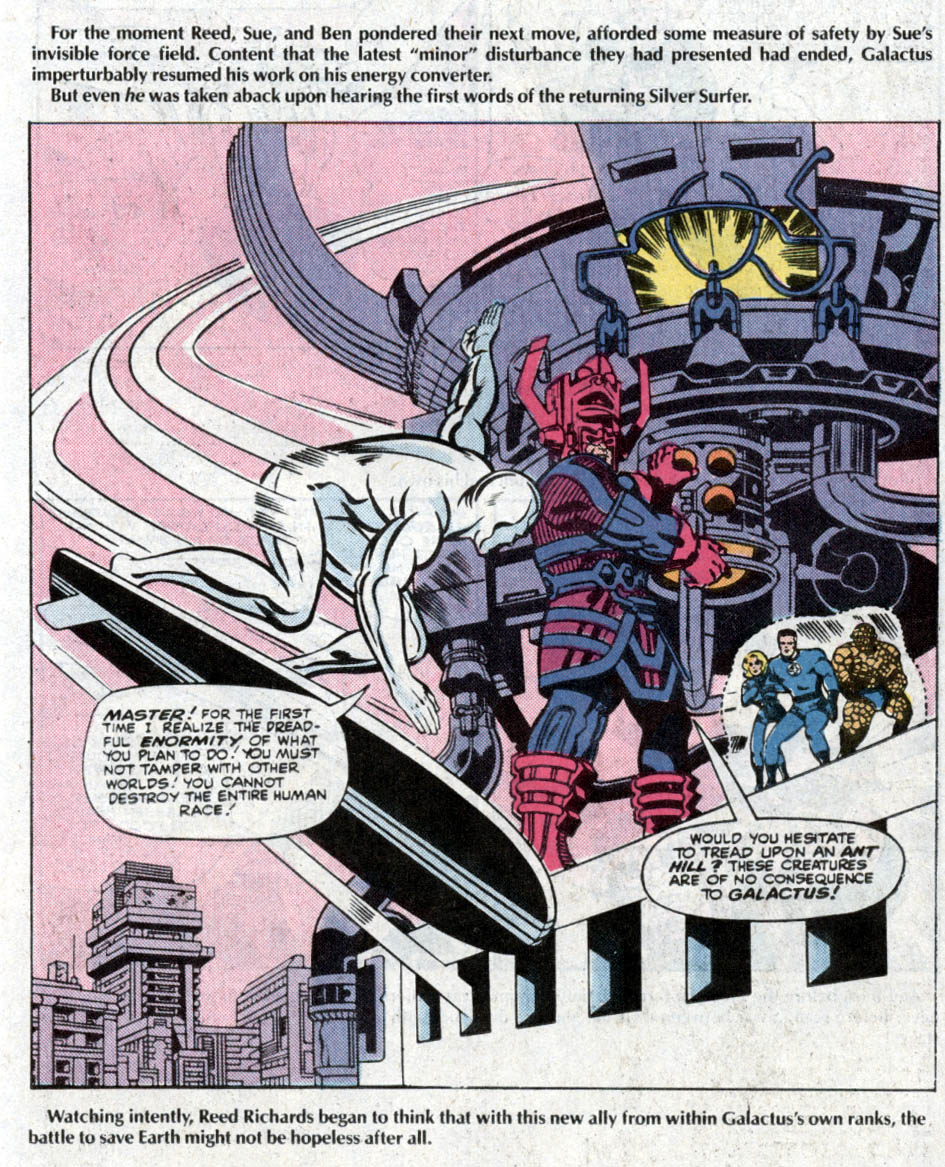 For the moment Reed, Sue, and Ben pondered their next move, afforded some measure of safety by Sue's
invisible force field. Content that the latest “minor” disturbance they had presented had ended, Galactus
imperturbably resumed his work on his energy converter.
But even he was taken aback upon hearing the first words of the returning Silver Surfer.
MASTER! FOR THE FIRST
TIME I REALIZE THE DREAD-
FUL ENORMITY OF WHAT
YOU PLAN TO DO! YOU MUST
NOT TAMPER WITH OTHER
WORLDS! YOU CANNOT
DESTROY THE ENTIRE HUMAN
RACE!
WOULD YOU HESITATE
TO TREAD UPON AN ANT
HILL? THESE CREATURES
ARE OF NO CONSEQUENCE
TO GALACTUS!
Watching intently, Reed Richards began to think that with this new ally from within Galactus's own ranks, the
battle to save Earth might not be hopeless after all.